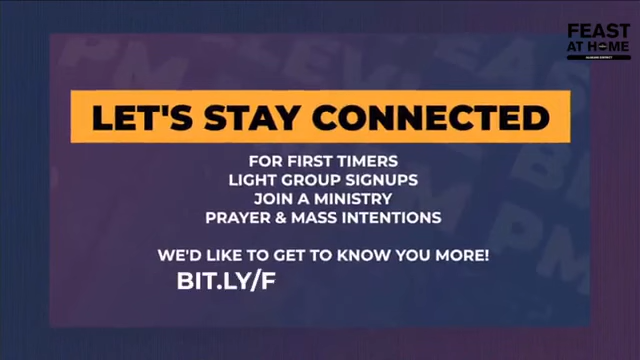 FEAST
AT HOME
LET'S STAY CONNECTED
FOR FIRST TIMERS
LIGHT GROUP SIGNUPS
JOIN A MINISTRY
PRAYER & MASS INTENTIONS
WE'D LIKE TO GET TO KNOW YOU MORE!
BIT.LY/F